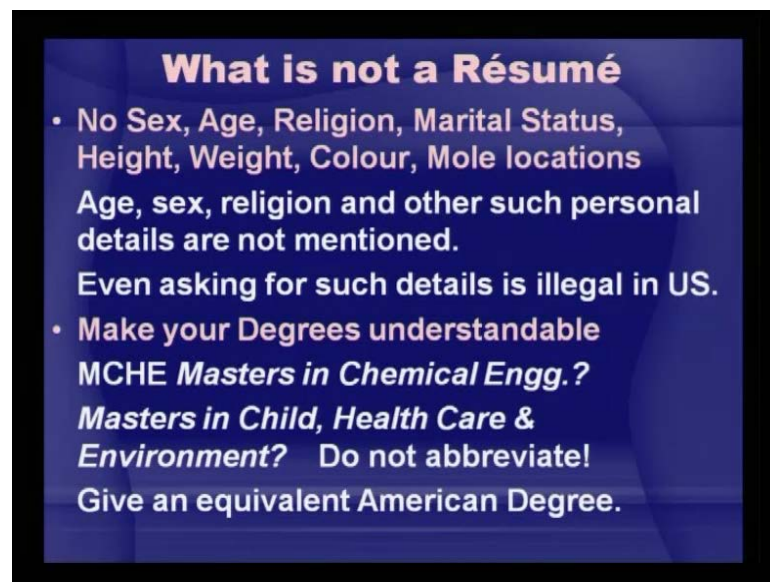 What is not a Résumé
• No Sex, Age, Religion, Marital Status,
Height, Weight, Colour, Mole locations
Age, sex, religion and other such personal
details are not mentioned.
Even asking for such details is illegal in US.
• Make your Degrees understandable
MCHE Masters in Chemical Engg.?
Masters in Child, Health Care &
Environment? Do not abbreviate!
Give an equivalent American Degree.